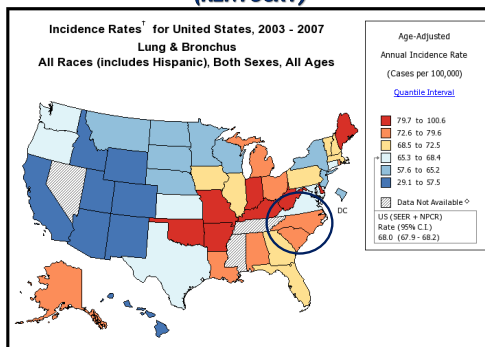 (KENTUCKY)
Incidence Rates† for United States, 2003 - 2007
Lung & Bronchus
All Races (includes Hispanic), Both Sexes, All Ages
Age-Adjusted
Annual Incidence Rate
(Cases per 100,000)
Quantile Interval
79.7 to 100.6
72.6 to 79.6
68.5 to 72.5
65.3 to 68.4
57.6 to 65.2
29.1 to 57.5
Data Not Available ◇
US (SEER + NPCR)
Rate (95% C.I.)
68.0 (67.9 - 68.2)
DC